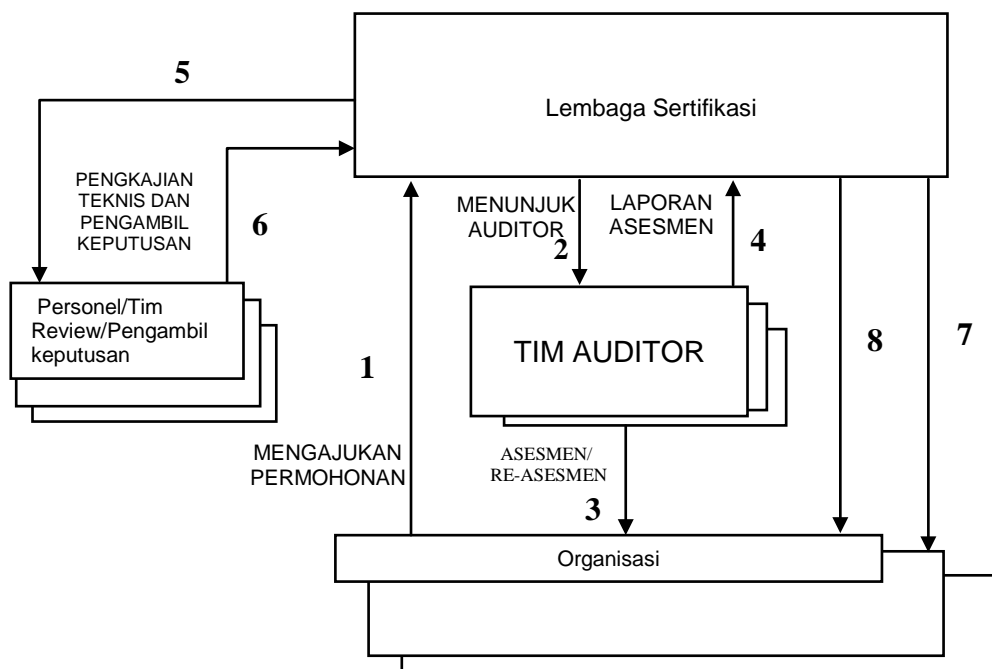 5
Lembaga Sertifikasi
PENGKAJIAN
TEKNIS DAN
PENGAMBIL
KEPUTUSAN
6
MENUNJUK
AUDITOR
2
LAPORAN
ASESMEN
4
Personel/Tim
Review/Pengambil
keputusan
TIM AUDITOR
1
8
7
MENGAJUKAN
PERMOHONAN
ASESMEN/
RE-ASESMEN
3
Organisasi